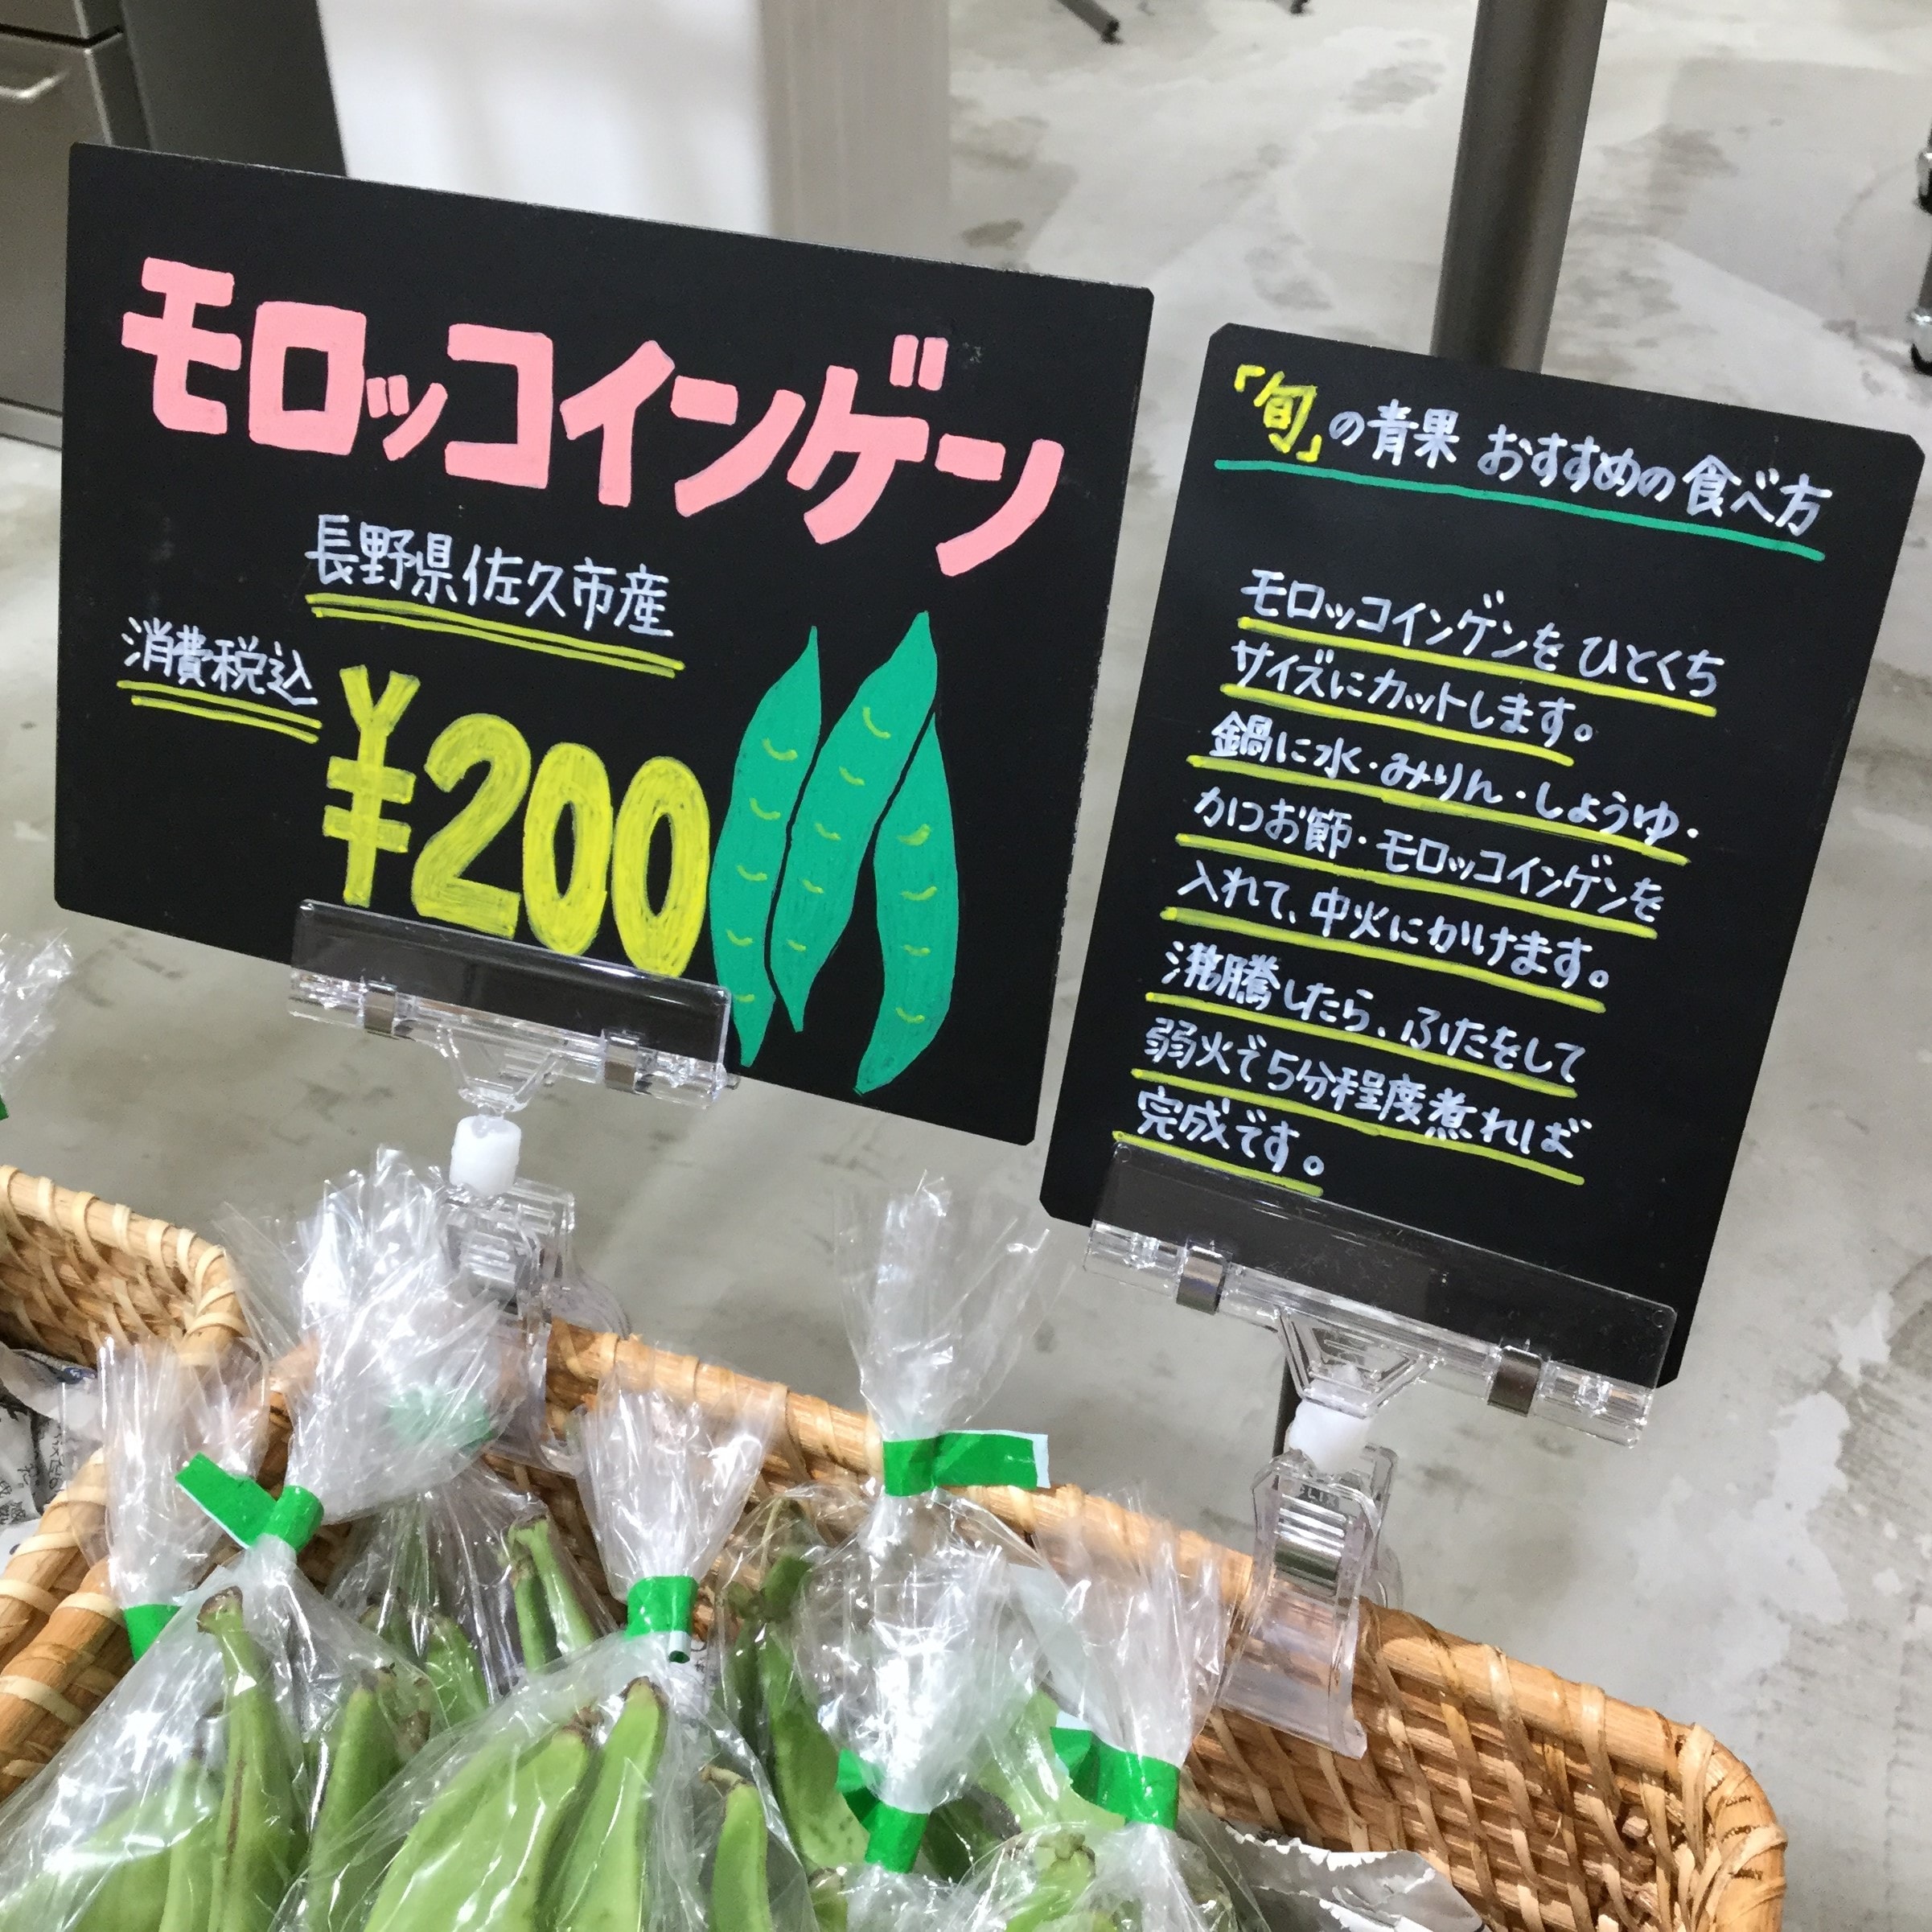 モロッコインゲン
長野県佐久市産
消費税込
¥200
「旬」の青果 おすすめの食べ方
モロッコインゲンを ひとくち
サイズにカットします。
鍋に水・みりん・しょうゆ・
かつお節・モロッコインゲンを
入れて、中火にかけます。
沸騰したら、ふたをして
弱火で5分程度煮れば
完成です。